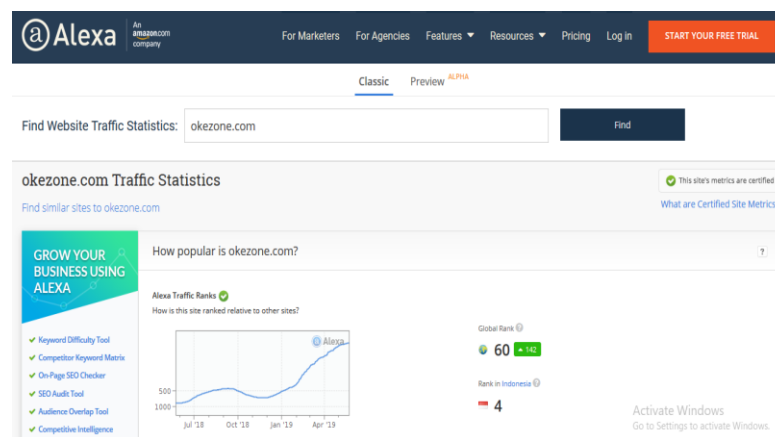 Alexa
An
amazon.com
company
For Marketers For Agencies Features Resources Pricing Log in START YOUR FREE TRIAL
Classic Preview ALPHA
Find Website Traffic Statistics: okezone.com Find
okezone.com Traffic Statistics
This site's metrics are certified
Find similar sites to okezone.com
What are Certified Site Metrics
GROW YOUR
BUSINESS USING
ALEXA
Keyword Difficulty Tool
Competitor Keyword Matrix
On-Page SEO Checker
SEO Audit Tool
Audience Overlap Tool
Competitive Intelligence
How popular is okezone.com?
?
Alexa Traffic Ranks
How is this site ranked relative to other sites?
Alexa
500
1000
Jul '18 Oct '18 Jan '19 Apr '19
Global Rank
60 142
Rank in Indonesia
4
Activate Windows
Go to Settings to activate Windows.